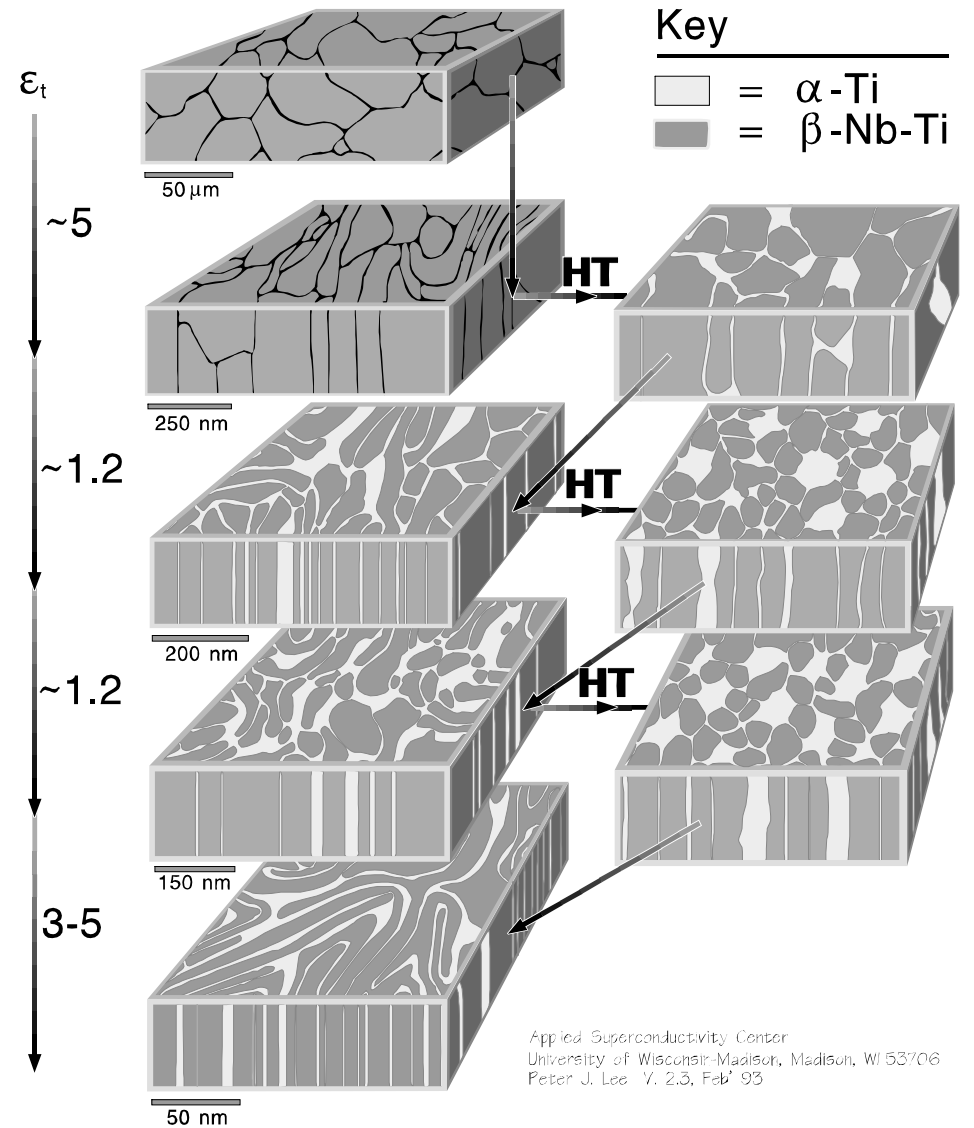 Key
= α-Ti
= β-Nb-Ti
εt
50 μm
~5
HT
250 nm
~1.2
HT
200 nm
~1.2
HT
150 nm
3-5
50 nm
Applied Superconductivity Center
University of Wisconsin-Madison, Madison, WI 53706
Peter J. Lee V. 2.3, Feb' 93